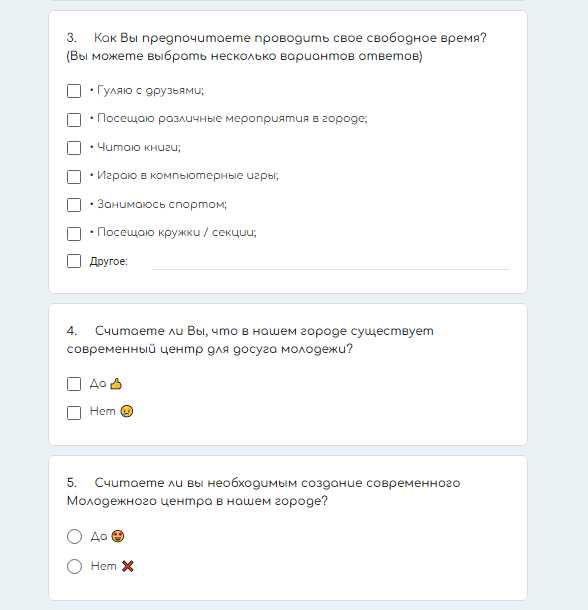 3. Как Вы предпочитаете проводить свое свободное время?
(Вы можете выбрать несколько вариантов ответов)
• Гуляю с друзьями;
• Посещаю различные мероприятия в городе;
• Читаю книги;
• Играю в компьютерные игры;
• Занимаюсь спортом;
• Посещаю кружки / секции;
Другое:
4. Считаете ли Вы, что в нашем городе существует
современный центр для досуга молодежи?
Да 👍
Нет 😢
5. Считаете ли вы необходимым создание современного
Молодежного центра в нашем городе?
Да 😍
Нет ❌